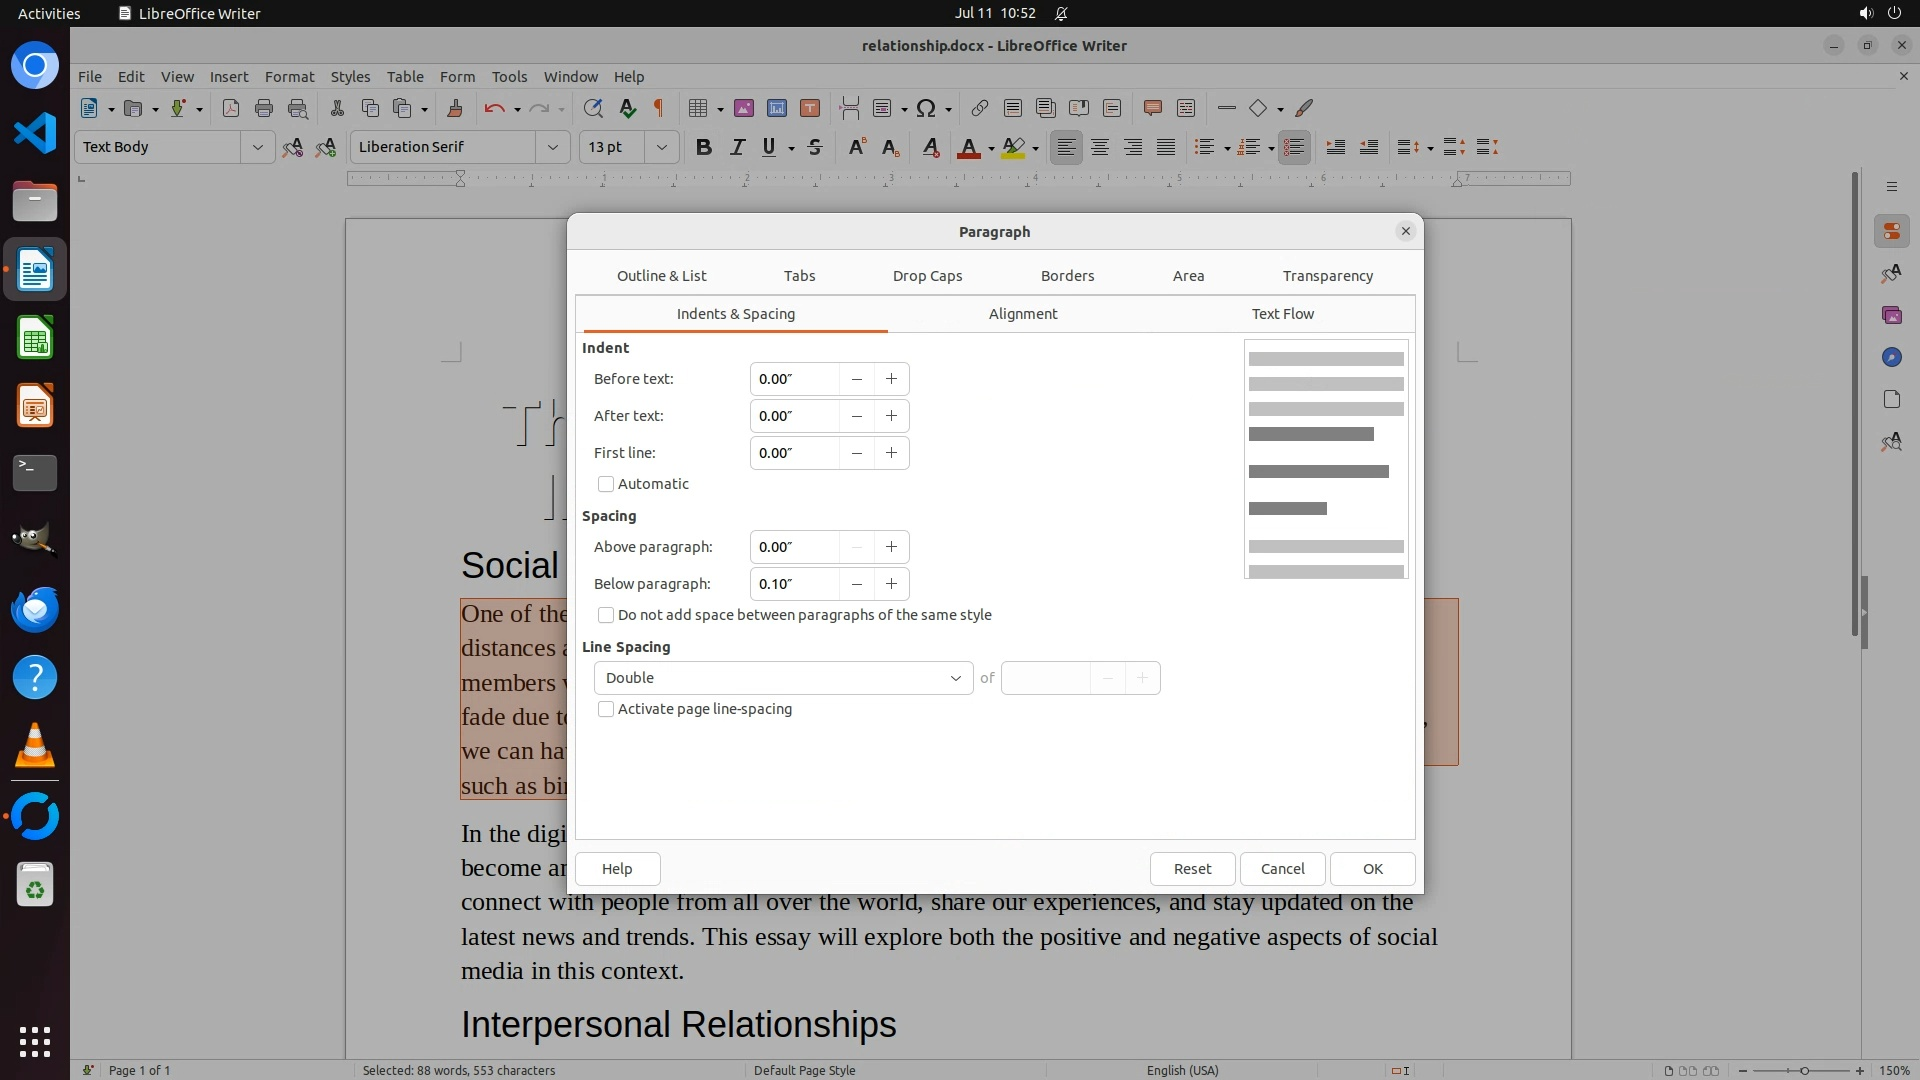 Activities LibreOffice Writer Jul 11 10:52
relationship.docx - LibreOffice Writer
File Edit View Insert Format Styles Table Form Tools Window Help
Text Body Liberation Serif 13 pt
1 2 3 4 5 6 7
Paragraph
Outline & List Tabs Drop Caps Borders Area Transparency
Indents & Spacing Alignment Text Flow
Indent
Before text: 0.00″
After text: 0.00″
First line: 0.00″
Automatic
Spacing
Above paragraph: 0.00″
Below paragraph: 0.10″
Do not add space between paragraphs of the same style
Line Spacing
Double of
Activate page line-spacing
Help Reset Cancel OK
Social
One of the
distances
members
fade due to
we can
such as
In the
become
connect with people from all over the world, share our experiences, and stay updated on the
latest news and trends. This essay will explore both the positive and negative aspects of social
media in this context.
Interpersonal Relationships
Page 1 of 1 Selected: 88 words, 553 characters Default Page Style English (USA) 150%